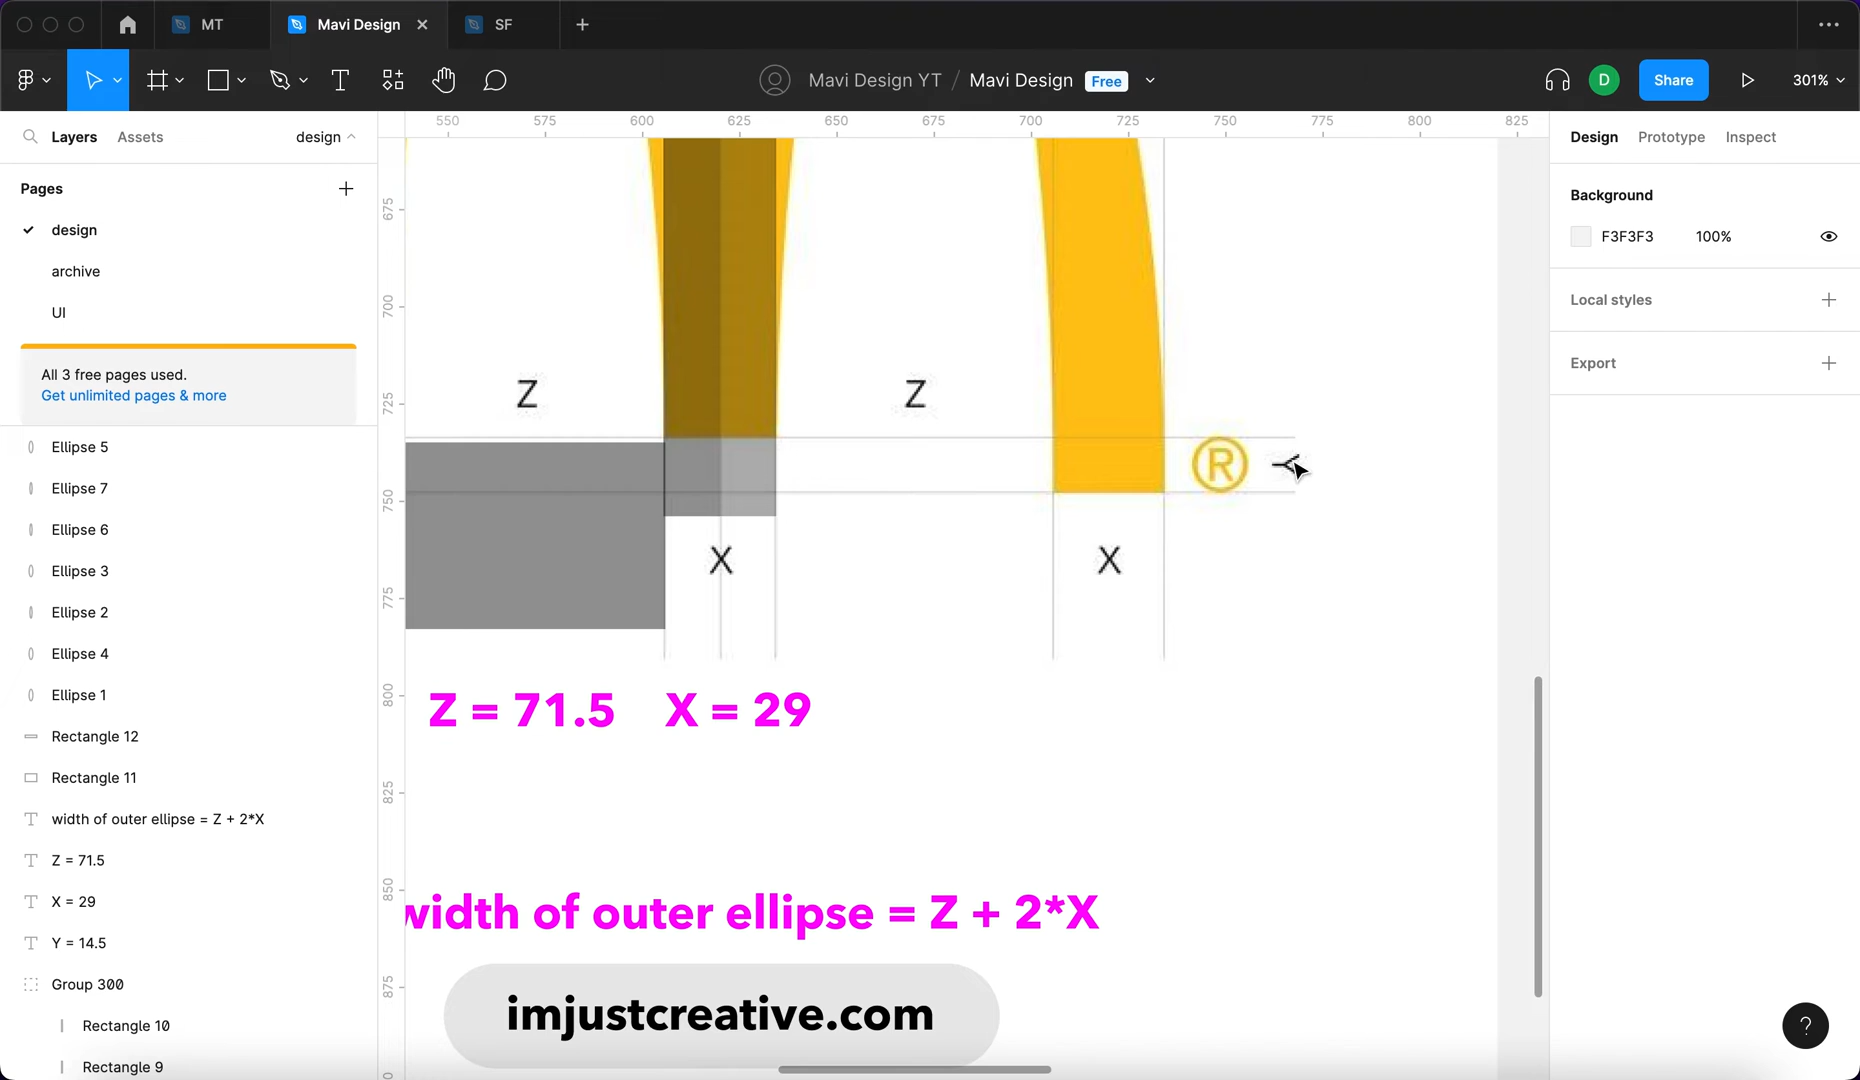 MT
Mavi Design
SF
Mavi Design YT / Mavi Design Free
D
Share
301%
Layers
Assets
design
550 575 600 625 650 675 700 725 750 775 800 825
Design
Prototype
Inspect
Pages
design
archive
UI
All 3 free pages used.
Get unlimited pages & more
Ellipse 5
Ellipse 7
Ellipse 6
Ellipse 3
Ellipse 2
Ellipse 4
Ellipse 1
Rectangle 12
Rectangle 11
width of outer ellipse = Z + 2*X
Z = 71.5
X = 29
Y = 14.5
Group 300
Rectangle 10
Rectangle 9
675
700
725
750
775
800
825
850
875
Z
Z
®
Y
X
X
Z = 71.5
X = 29
width of outer ellipse = Z + 2*X
imjustcreative.com
Background
F3F3F3
100%
Local styles
Export
?